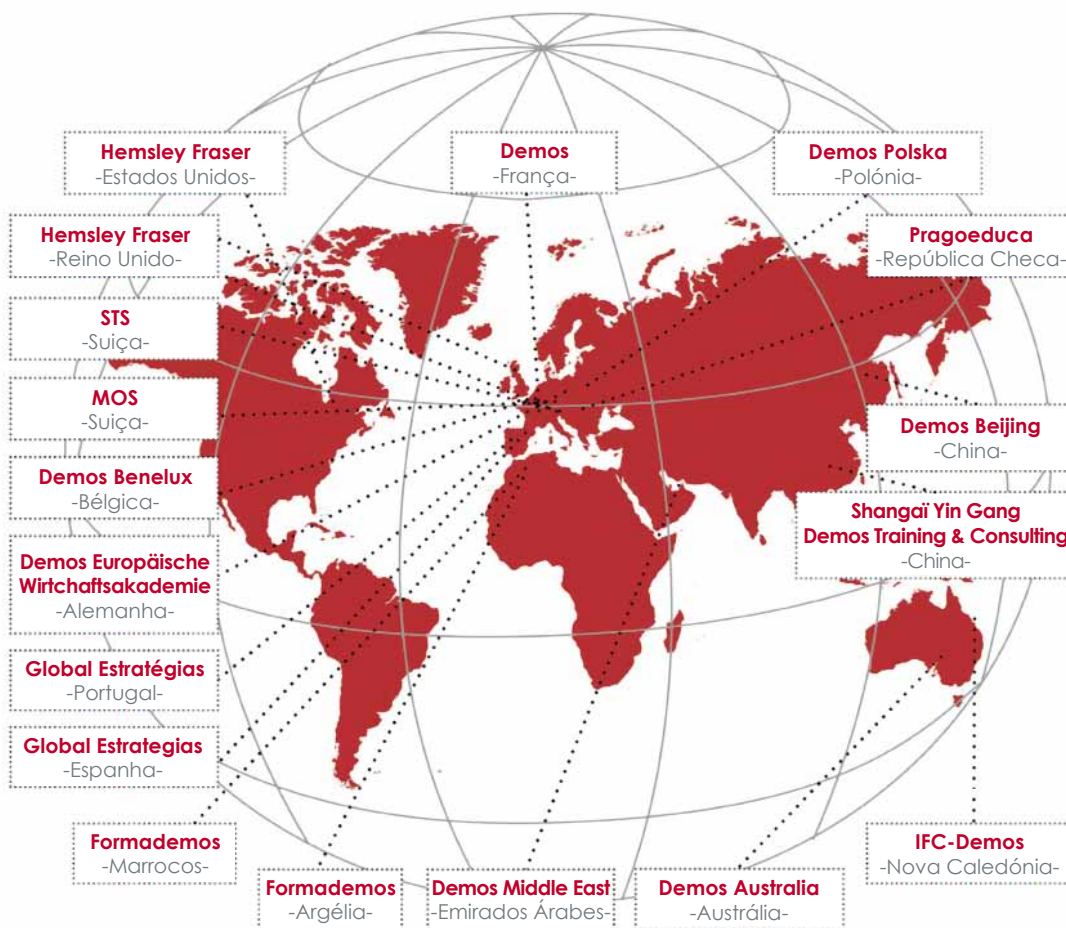 Hemsley Fraser
-Estados Unidos-
Demos
-França-
Demos Polska
-Polónia-
Hemsley Fraser
-Reino Unido-
Pragoeduca
-República Checa-
STS
-Suiça-
MOS
-Suiça-
Demos Beijing
-China-
Demos Benelux
-Bélgica-
Shangaï Yin Gang
Demos Training & Consulting
-China-
Demos Europäische
Wirtchaftsakademie
-Alemanha-
Global Estratégias
-Portugal-
Global Estrategias
-Espanha-
Formademos
-Marrocos-
IFC-Demos
-Nova Caledónia-
Formademos
-Argélia-
Demos Middle East
-Emirados Árabes-
Demos Australia
-Austrália-